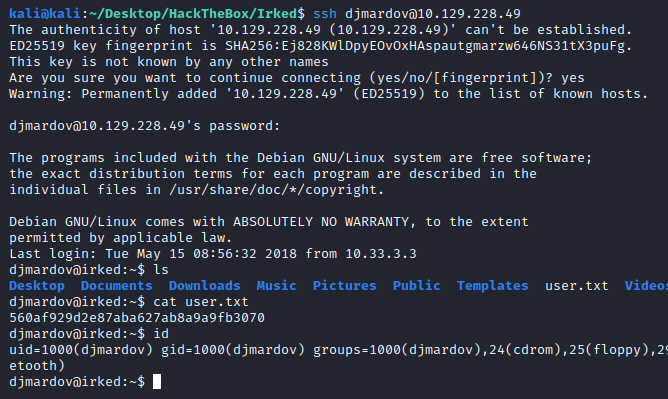 kali@kali:~/Desktop/HackTheBox/Irked$ ssh djmardov@10.129.228.49
The authenticity of host '10.129.228.49 (10.129.228.49)' can't be established.
ED25519 key fingerprint is SHA256:Ej828KWlDpyEOvOxHAspautgmarzw646NS31tX3puFg.
This key is not known by any other names
Are you sure you want to continue connecting (yes/no/[fingerprint])? yes
Warning: Permanently added '10.129.228.49' (ED25519) to the list of known hosts.
djmardov@10.129.228.49's password:
The programs included with the Debian GNU/Linux system are free software;
the exact distribution terms for each program are described in the
individual files in /usr/share/doc/*/copyright.
Debian GNU/Linux comes with ABSOLUTELY NO WARRANTY, to the extent
permitted by applicable law.
Last login: Tue May 15 08:56:32 2018 from 10.33.3.3
djmardov@irked:~$ ls
Desktop Documents Downloads Music Pictures Public Templates user.txt Videos
djmardov@irked:~$ cat user.txt
560af929d2e87aba627ab8a9a9fb3070
djmardov@irked:~$ id
uid=1000(djmardov) gid=1000(djmardov) groups=1000(djmardov),24(cdrom),25(floppy),29
etooth)
djmardov@irked:~$